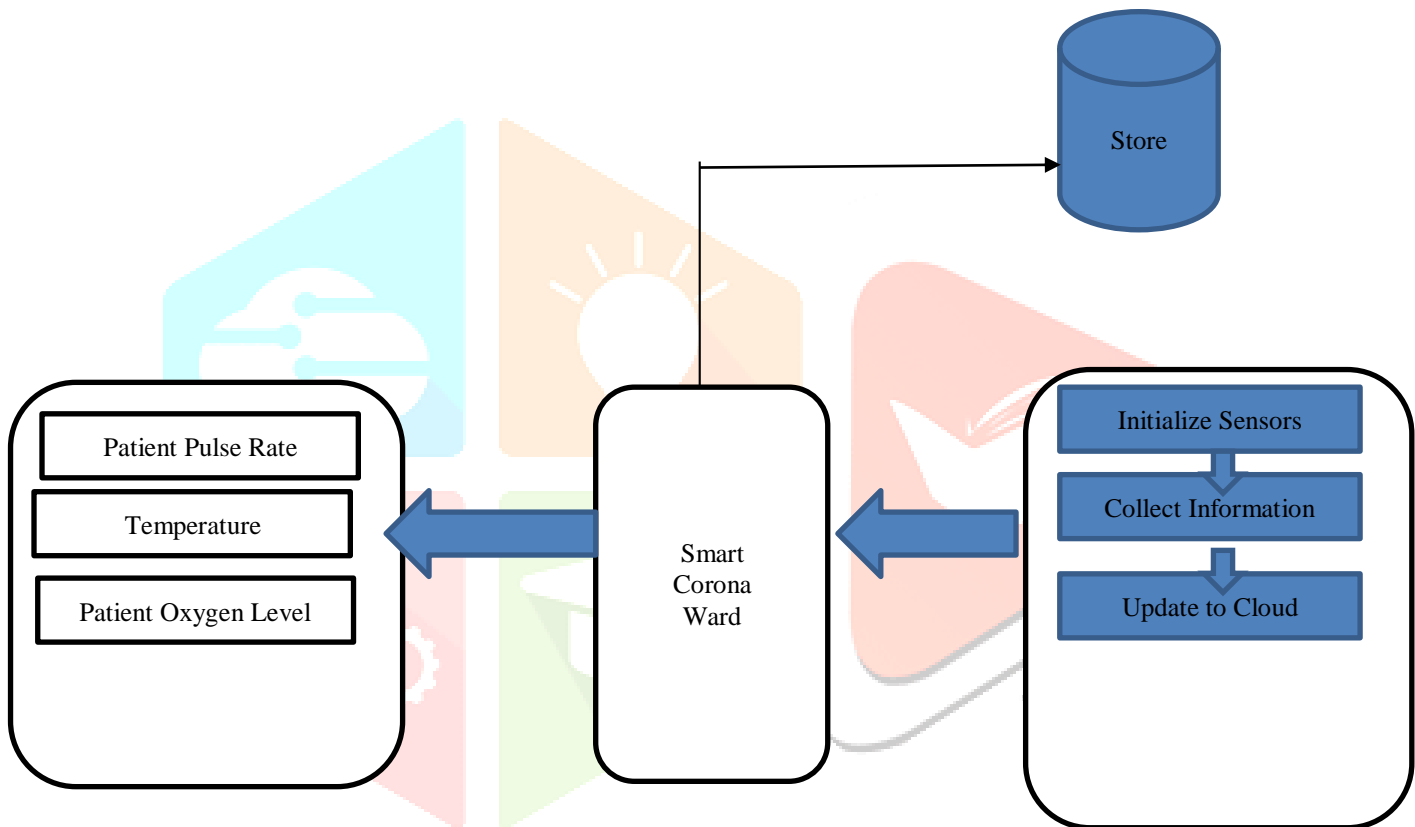 Store
Patient Pulse Rate
Temperature
Patient Oxygen Level
Smart
Corona
Ward
Initialize Sensors
Collect Information
Update to Cloud